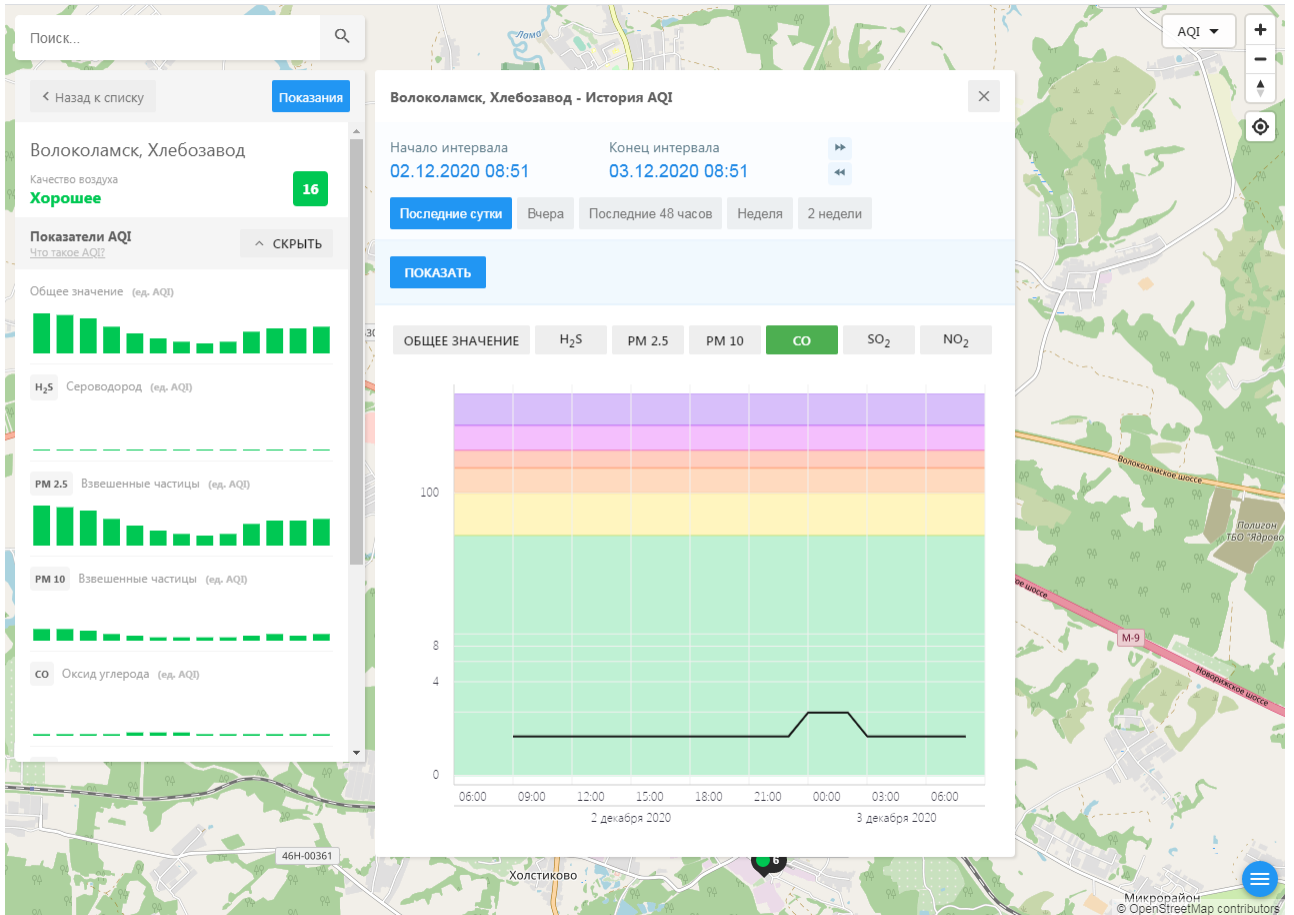 Поиск...
AQI
Назад к списку
Показания
Волоколамск, Хлебозавод
Качество воздуха
Хорошее
16
Показатели AQI
Что такое AQI?
СКРЫТЬ
Общее значение (ед. AQI)
H₂S Сероводород (ед. AQI)
PM 2.5 Взвешенные частицы (ед. AQI)
PM 10 Взвешенные частицы (ед. AQI)
CO Оксид углерода (ед. AQI)
Волоколамск, Хлебозавод - История AQI
Начало интервала
Конец интервала
02.12.2020 08:51
03.12.2020 08:51
Последние сутки
Вчера
Последние 48 часов
Неделя
2 недели
ПОКАЗАТЬ
ОБЩЕЕ ЗНАЧЕНИЕ
H₂S
PM 2.5
PM 10
CO
SO₂
NO₂
100
8
4
0
06:00 09:00 12:00 15:00 18:00 21:00 00:00 03:00 06:00
2 декабря 2020
3 декабря 2020
Лама
Волоколамское шоссе
Полигон
ТБО "Ядрово
ое шоссе
М-9
Новорижское шоссе
46Н-00361
6
Холстиково
Микрорайон
© OpenStreetMap contributors